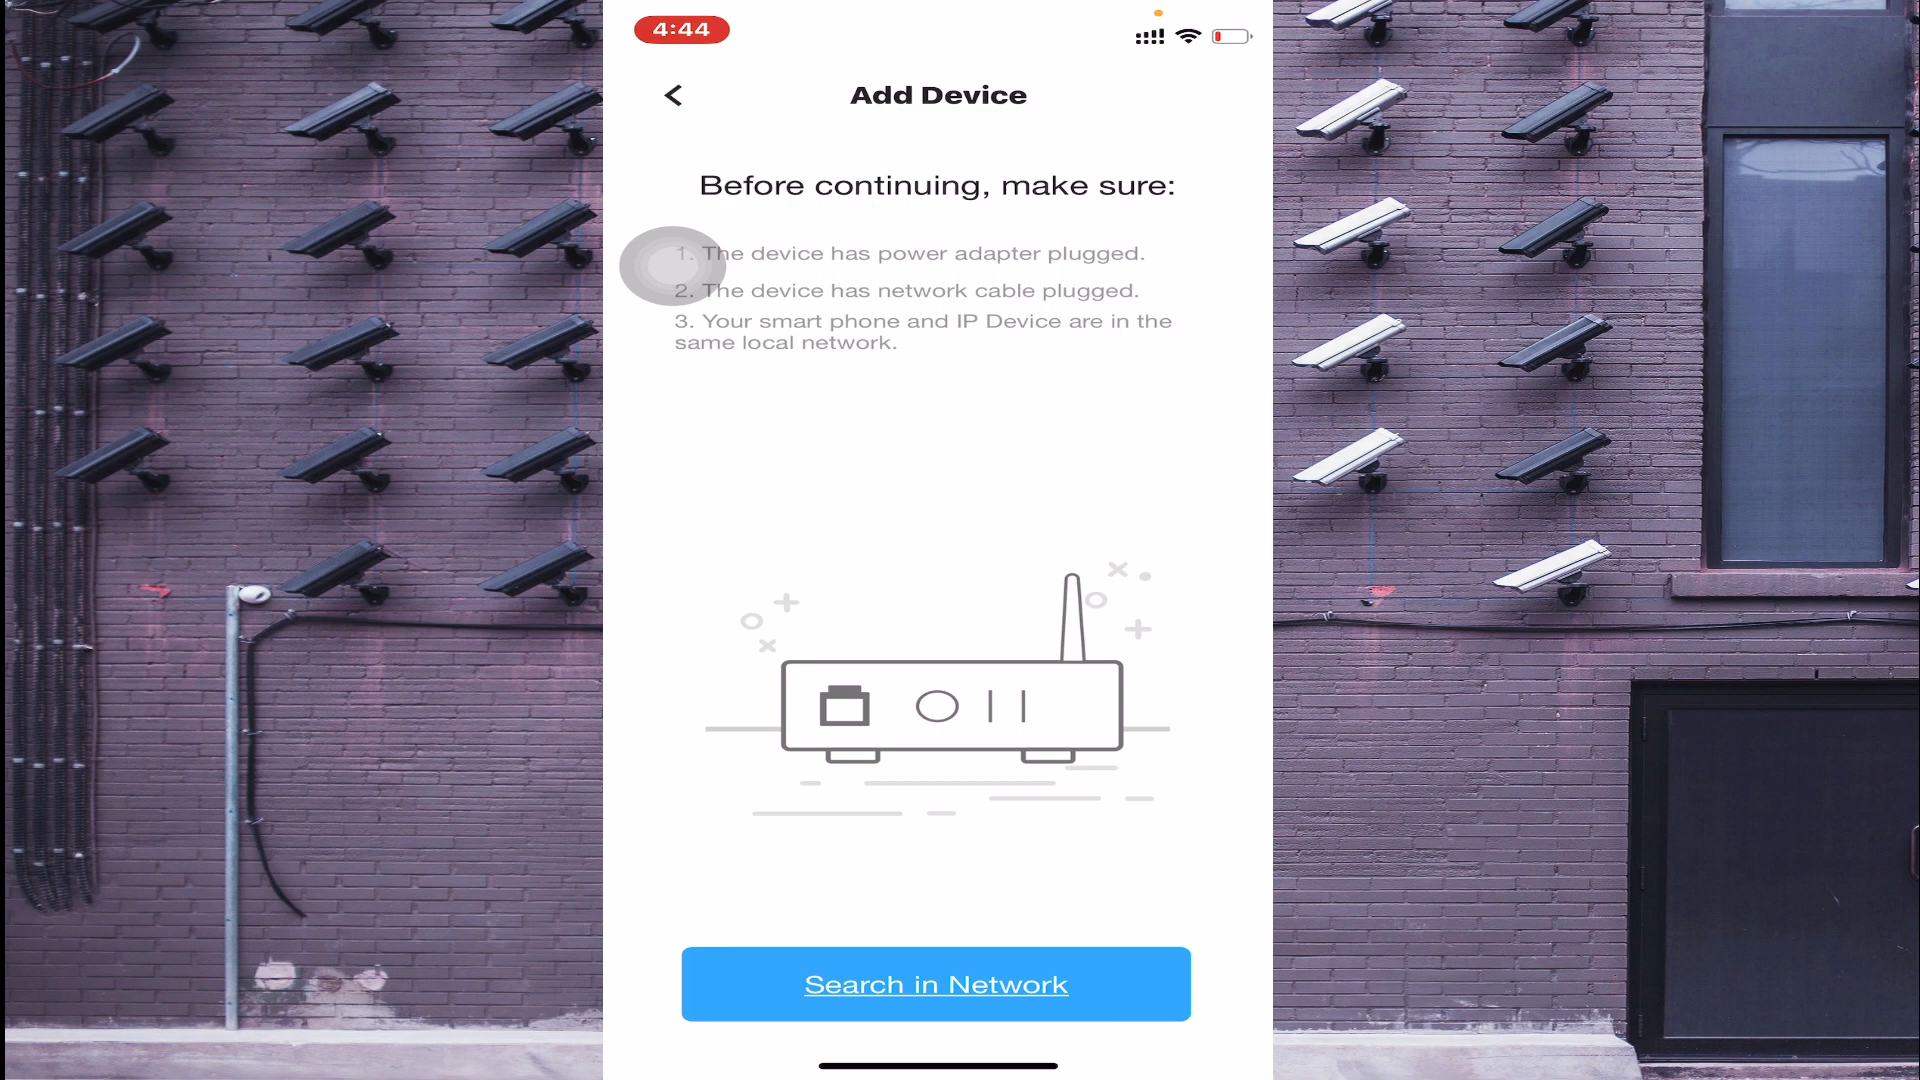 4:44
Add Device
Before continuing, make sure:
1. The device has power adapter plugged.
2. The device has network cable plugged.
3. Your smart phone and IP Device are in the
same local network.
Search in Network